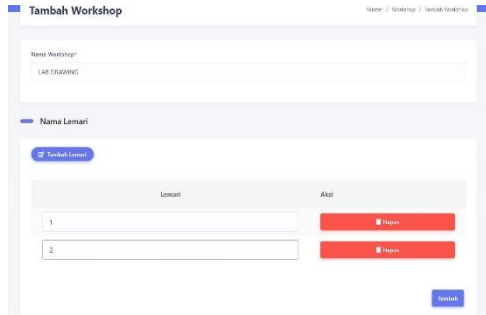 Tambah Workshop
Home / Workshop / Tambah Workshop
Nama Workshop*
LAB DRAWING
Nama Lemari
Tambah Lemari
Lemari Aksi
1 Hapus
2 Hapus
Tambah